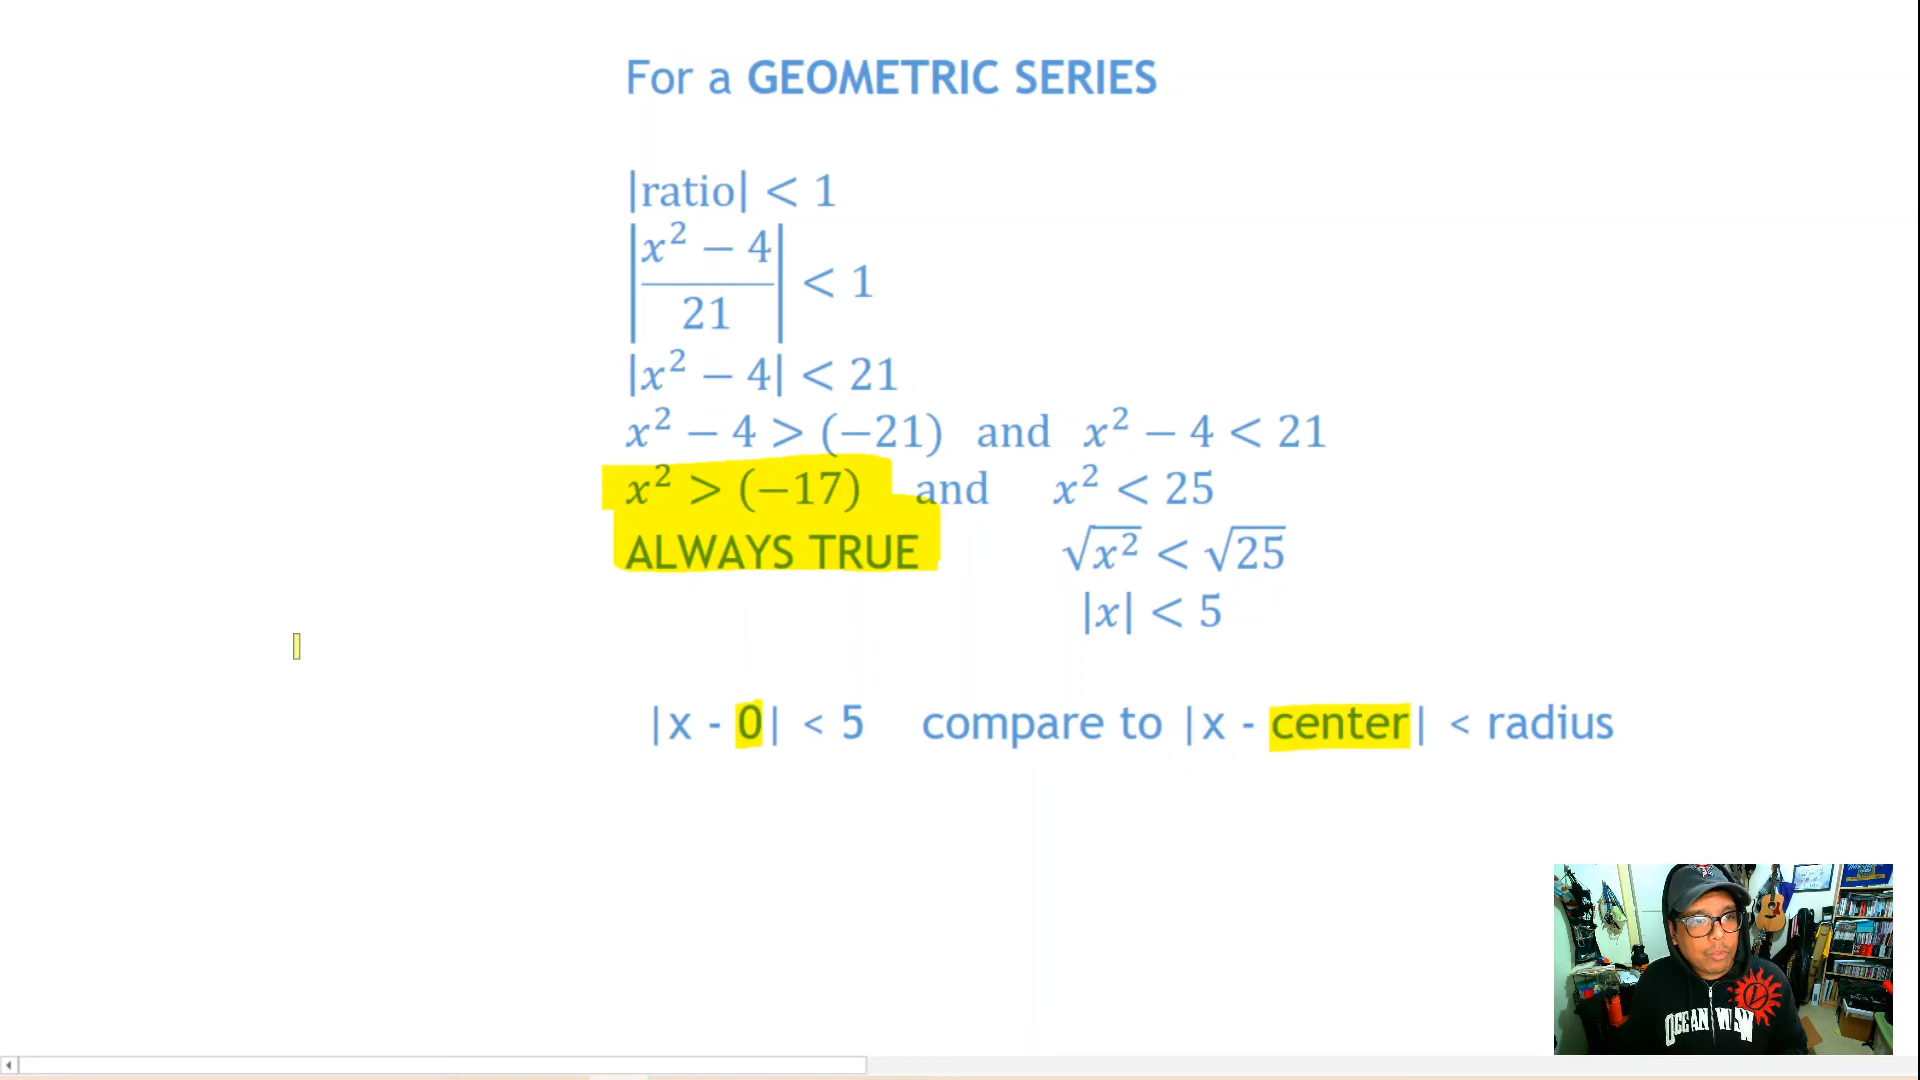 For a GEOMETRIC SERIES
|ratio| < 1
|x² − 4 / 21| < 1
|x² − 4| < 21
x² − 4 > (−21) and x² − 4 < 21
x² > (−17) and x² < 25
ALWAYS TRUE √x² < √25
|x| < 5
|x - 0| < 5 compare to |x - center| < radius